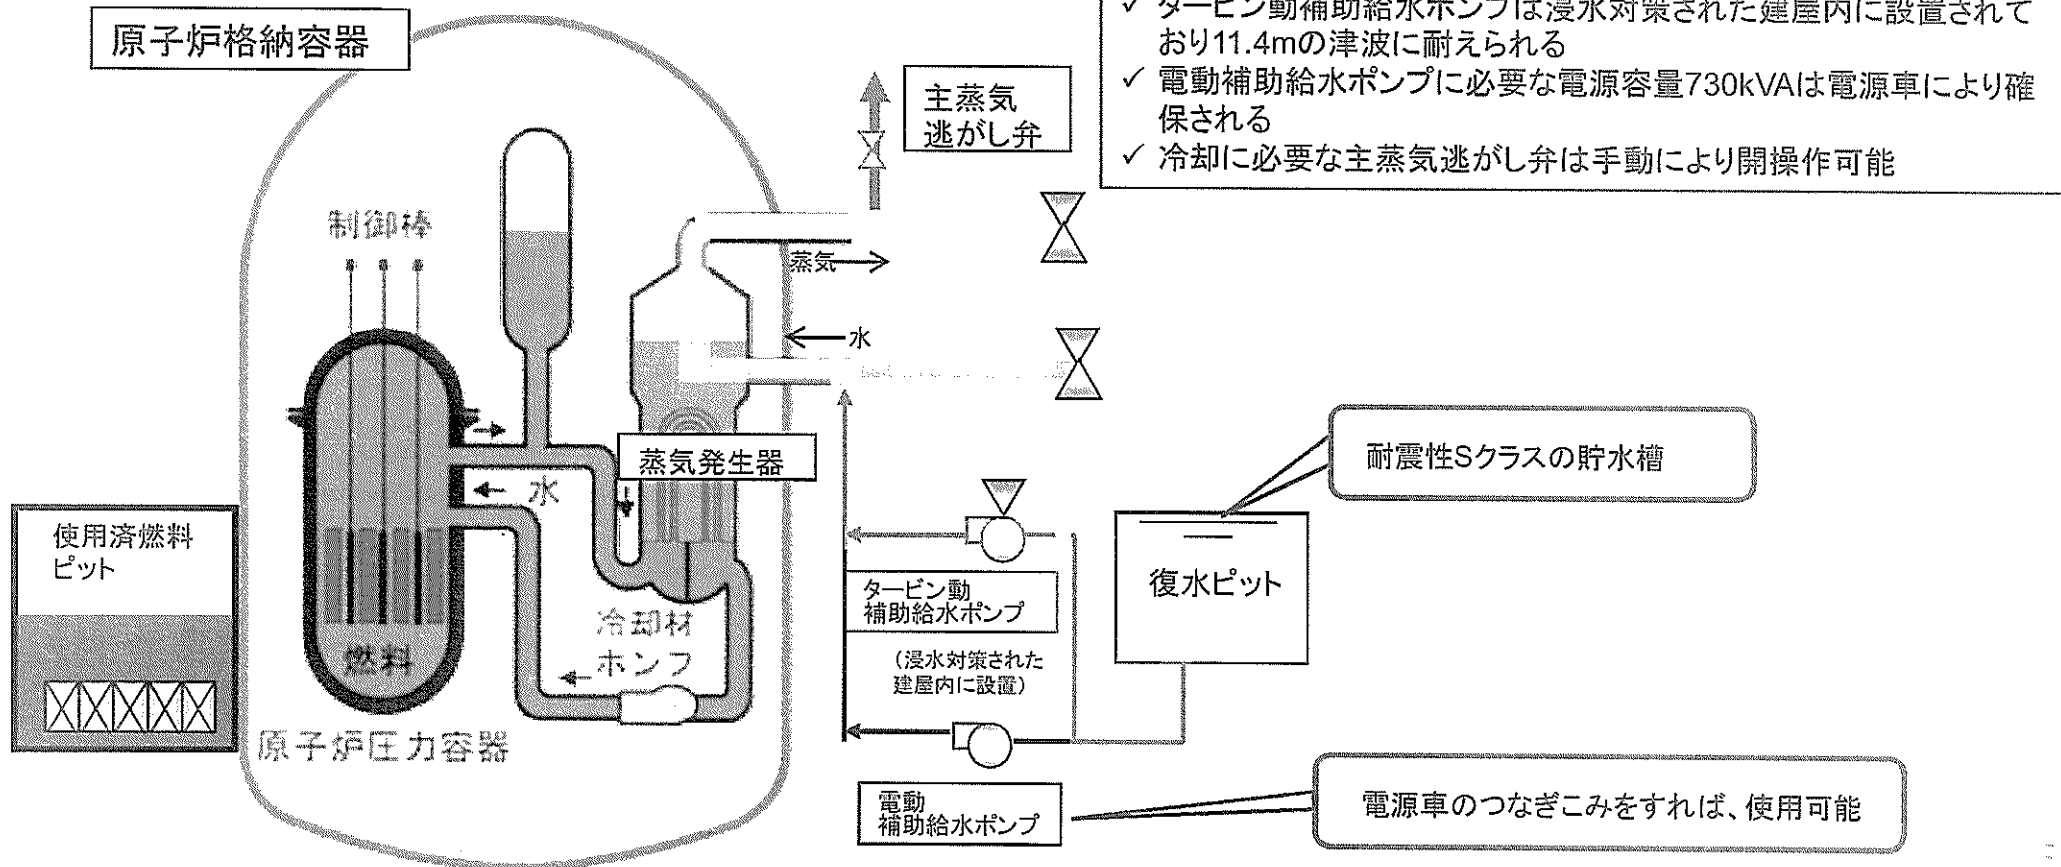 原子炉格納容器
✓ タービン動補助給水ポンプは浸水対策された建屋内に設置されて
おり11.4mの津波に耐えられる
✓ 電動補助給水ポンプに必要な電源容量730kVAは電源車により確
保される
✓ 冷却に必要な主蒸気逃がし弁は手動により開操作可能
主蒸気
逃がし弁
制御棒
蒸気
水
蒸気発生器
水
耐震性Sクラスの貯水槽
使用済燃料
ピット
復水ピット
タービン動
補助給水ポンプ
(浸水対策された
建屋内に設置)
冷却材
ポンプ
燃料
原子炉圧力容器
電動
補助給水ポンプ
電源車のつなぎこみをすれば、使用可能